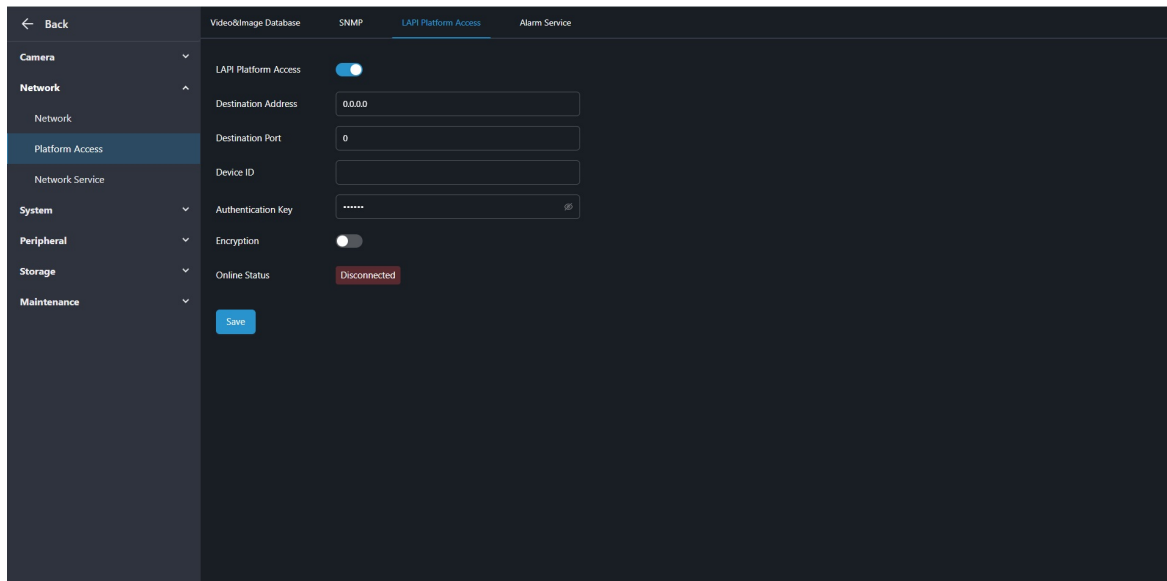 Back
Camera
Network
Network
Platform Access
Network Service
System
Peripheral
Storage
Maintenance
Video&Image Database SNMP LAPI Platform Access Alarm Service
LAPI Platform Access
Destination Address 0.0.0.0
Destination Port 0
Device ID
Authentication Key ••••••
Encryption
Online Status Disconnected
Save